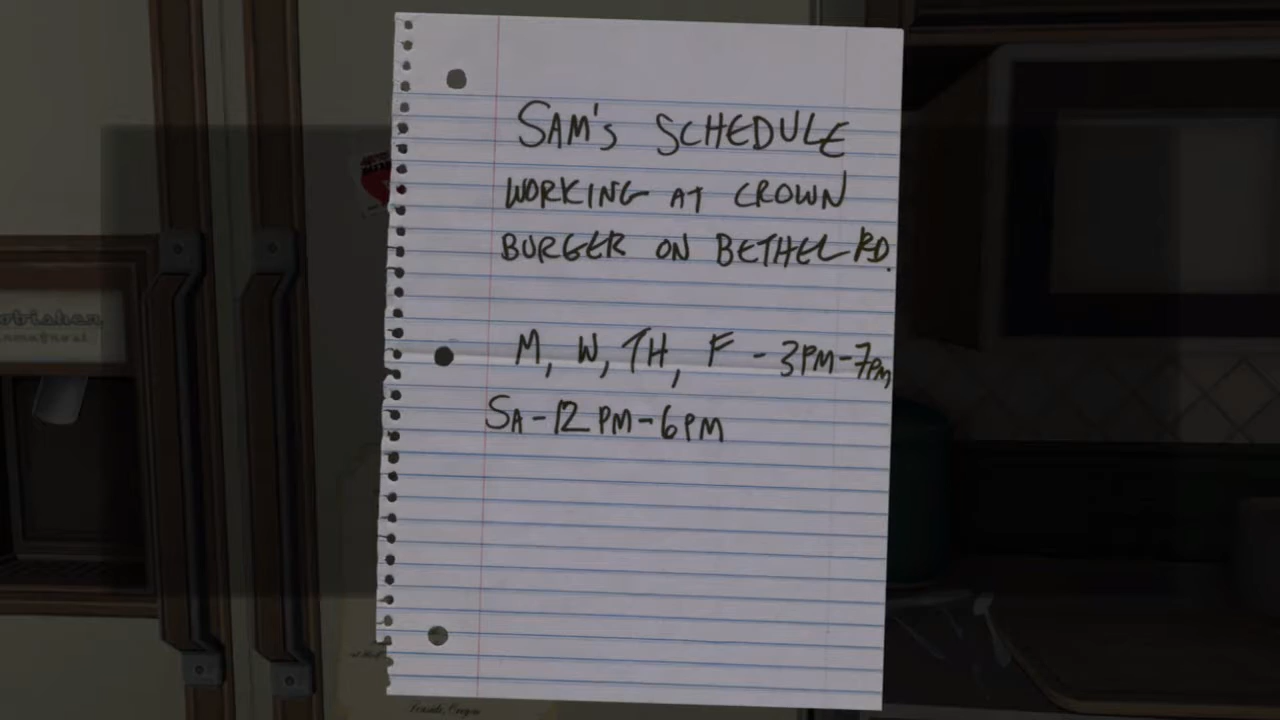 SAM'S SCHEDULE
WORKING AT CROWN
BURGER ON BETHEL RD.
M, W, TH, F - 3PM-7PM
SA-12 PM-6PM